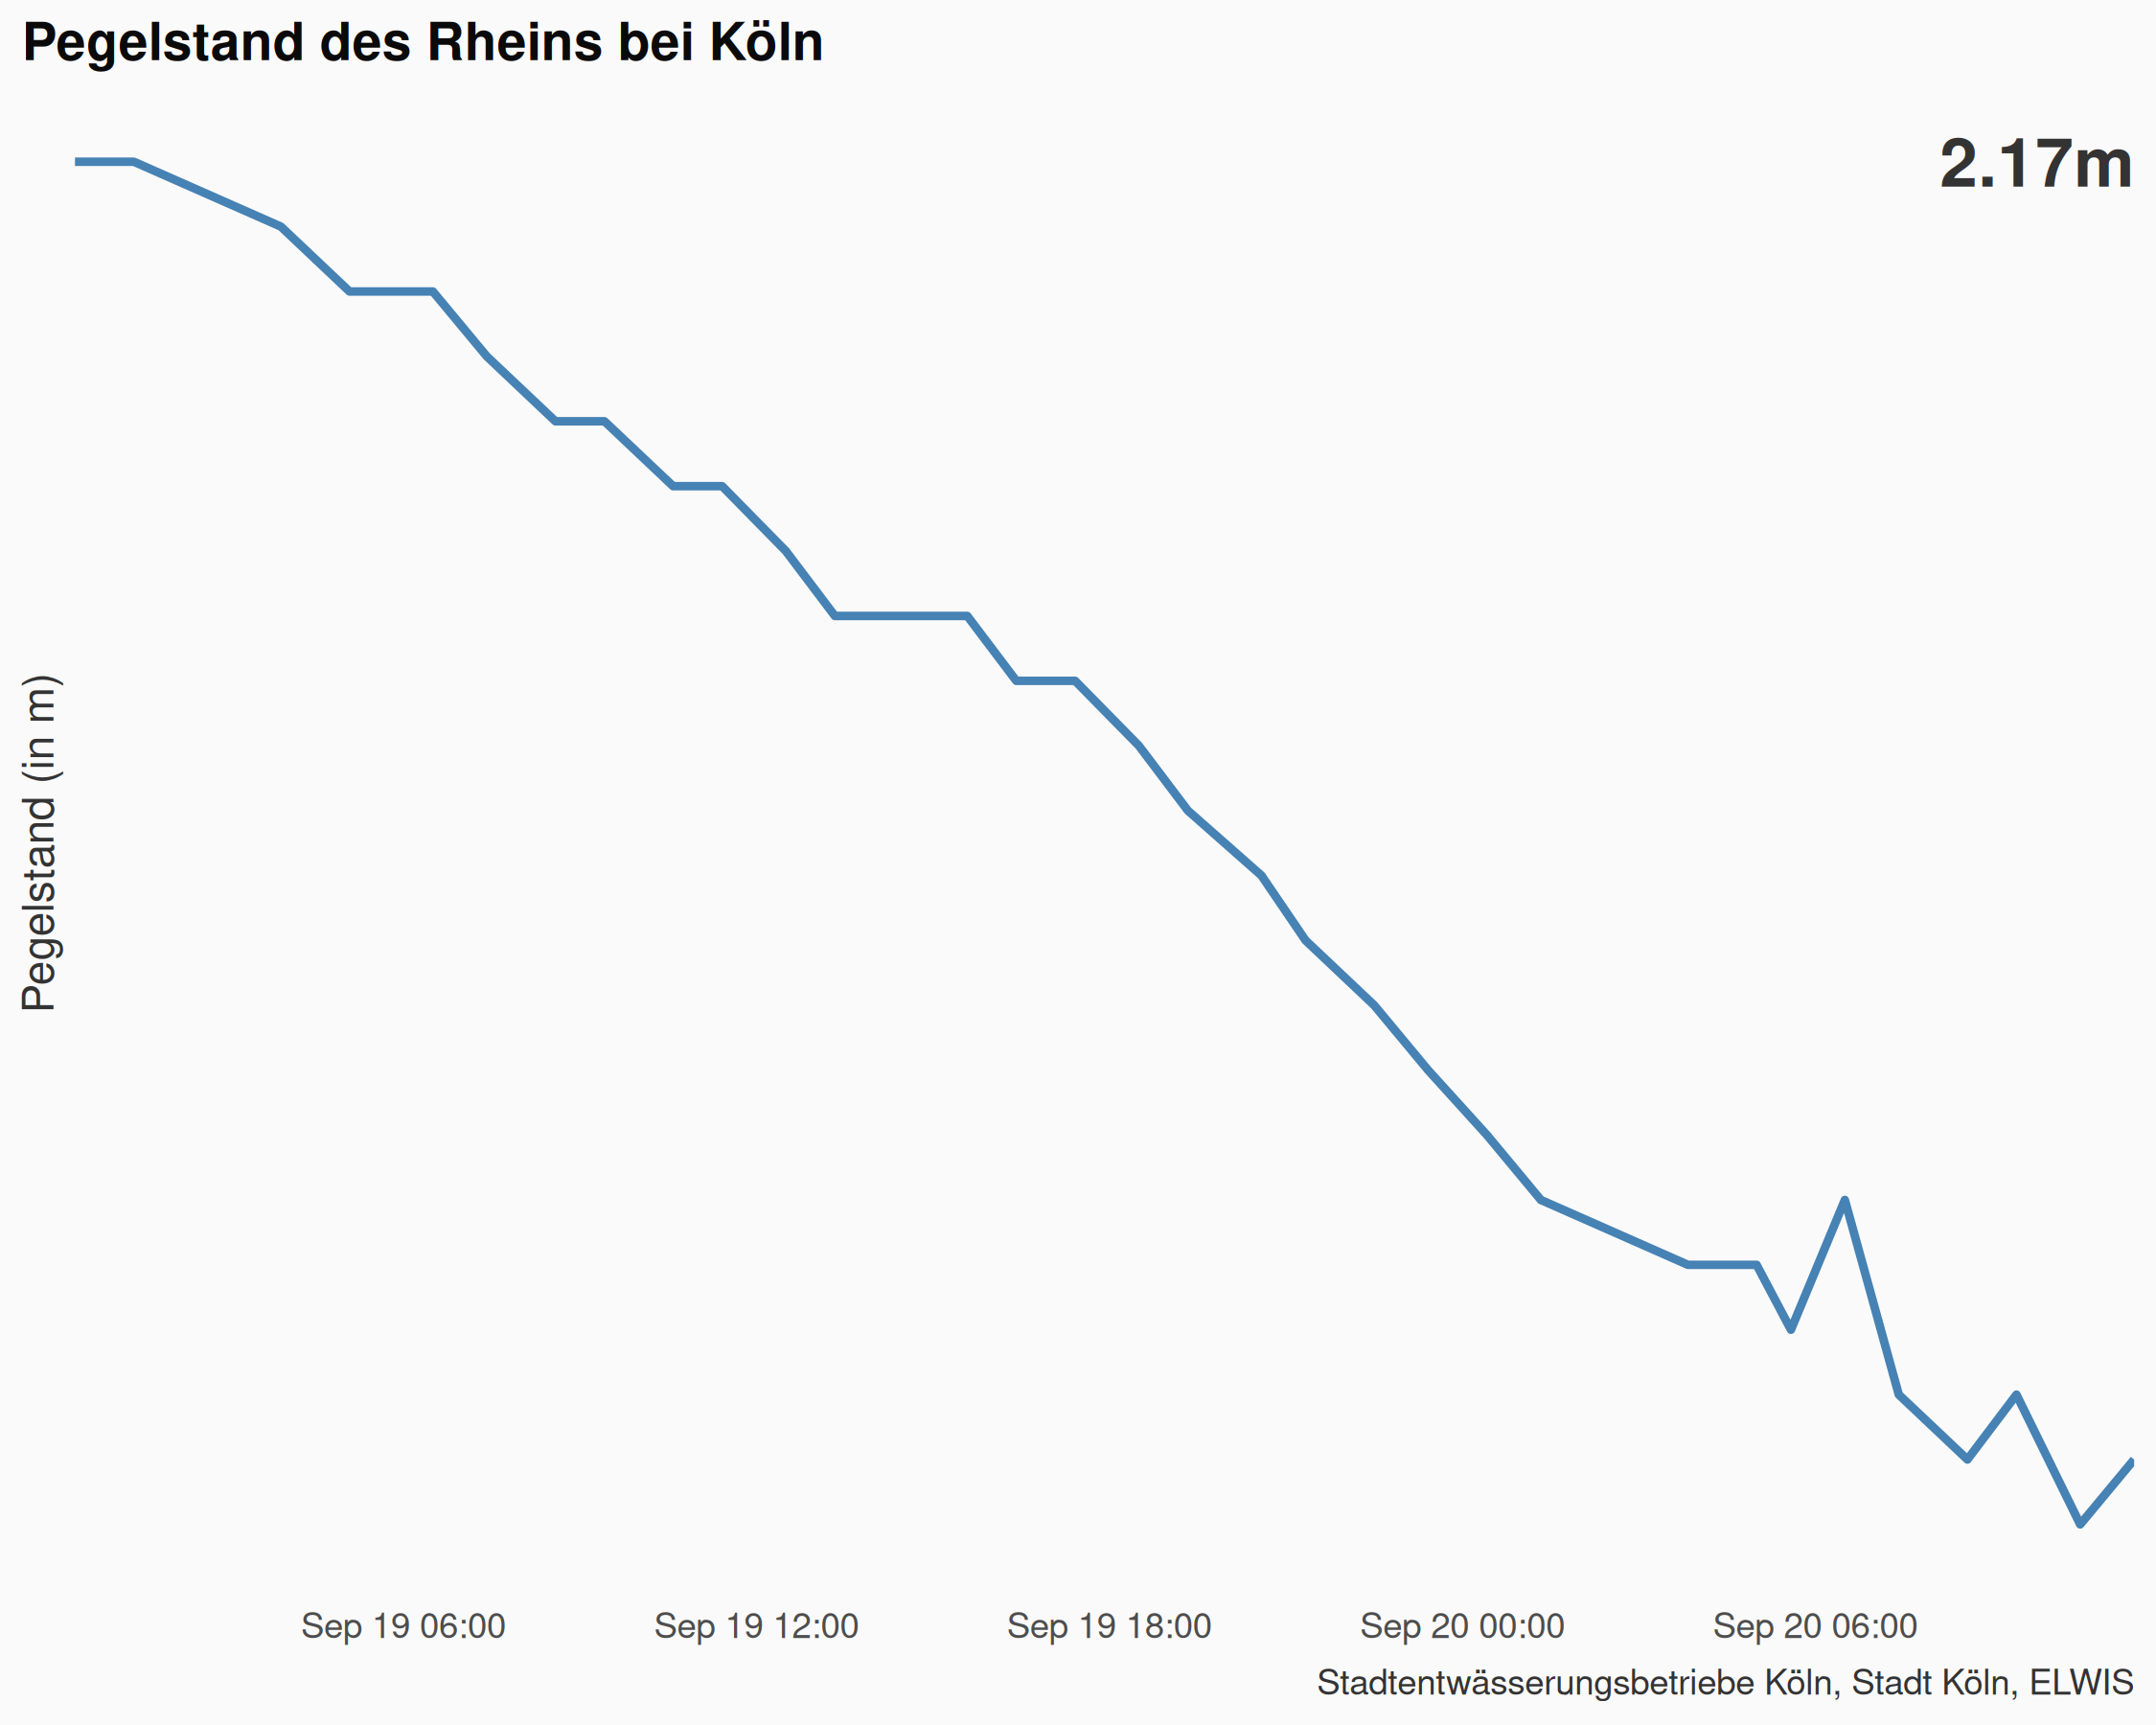 Pegelstand des Rheins bei Köln
2.17m
Pegelstand (in m)
Sep 19 06:00
Sep 19 12:00
Sep 19 18:00
Sep 20 00:00
Sep 20 06:00
Stadtentwässerungsbetriebe Köln, Stadt Köln, ELWIS